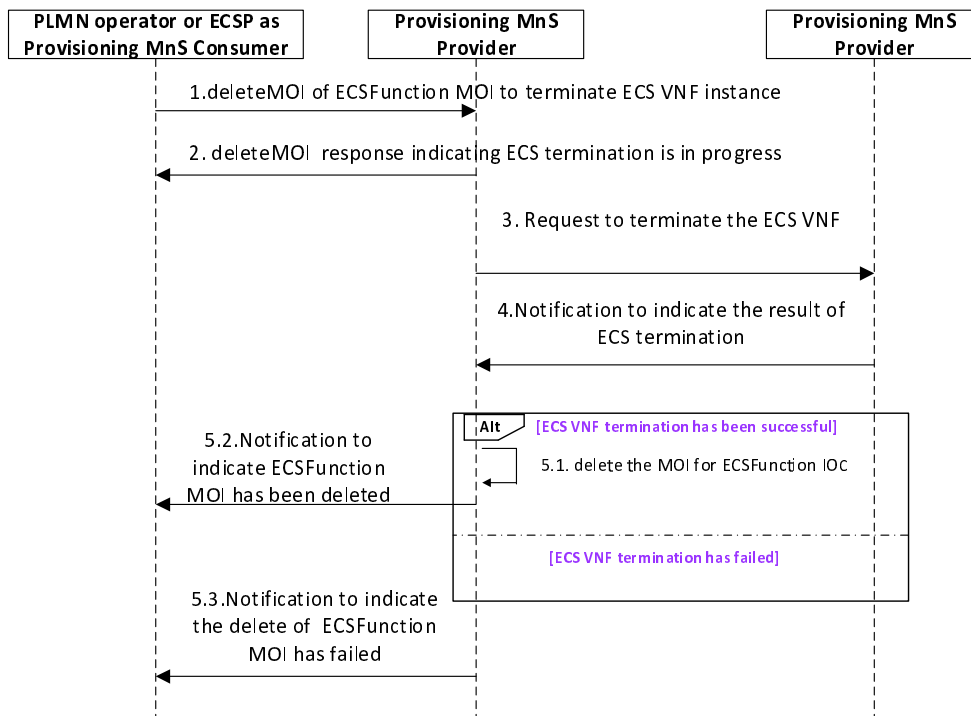 PLMN operator or ECSP as
Provisioning MnS Consumer
Provisioning MnS
Provider
Provisioning MnS
Provider
1.deleteMOI of ECSFunction MOI to terminate ECS VNF instance
2. deleteMOI response indicating ECS termination is in progress
3. Request to terminate the ECS VNF
4.Notification to indicate the result of
ECS termination
Alt
[ECS VNF termination has been successful]
5.1. delete the MOI for ECSFunction IOC
5.2.Notification to
indicate ECSFunction
MOI has been deleted
[ECS VNF termination has failed]
5.3.Notification to indicate
the delete of ECSFunction
MOI has failed